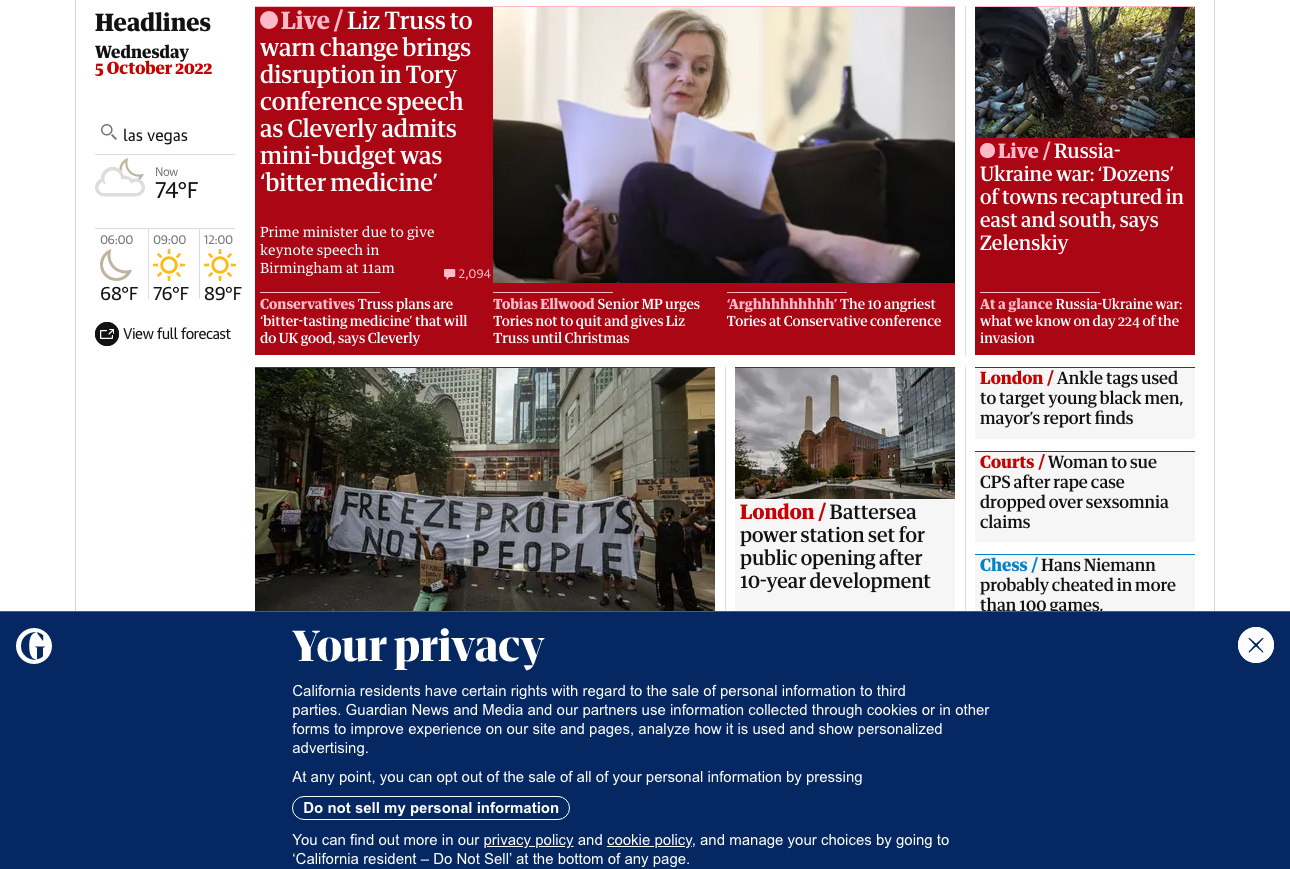 Headlines
Wednesday
5 October 2022
las vegas
Now
74°F
06:00
09:00
12:00
68°F
76°F
89°F
View full forecast
Live / Liz Truss to
warn change brings
disruption in Tory
conference speech
as Cleverly admits
mini-budget was
‘bitter medicine’
Prime minister due to give
keynote speech in
Birmingham at 11am
2,094
Conservatives Truss plans are
‘bitter-tasting medicine’ that will
do UK good, says Cleverly
Tobias Ellwood Senior MP urges
Tories not to quit and gives Liz
Truss until Christmas
‘Arghhhhhhhhh’ The 10 angriest
Tories at Conservative conference
Live / Russia-
Ukraine war: ‘Dozens’
of towns recaptured in
east and south, says
Zelenskiy
At a glance Russia-Ukraine war:
what we know on day 224 of the
invasion
FREEZE PROFITS
NOT PEOPLE
London / Battersea
power station set for
public opening after
10-year development
London / Ankle tags used
to target young black men,
mayor’s report finds
Courts / Woman to sue
CPS after rape case
dropped over sexsomnia
claims
Chess / Hans Niemann
probably cheated in more
than 100 games,
G
Your privacy
California residents have certain rights with regard to the sale of personal information to third
parties. Guardian News and Media and our partners use information collected through cookies or in other
forms to improve experience on our site and pages, analyze how it is used and show personalized
advertising.
At any point, you can opt out of the sale of all of your personal information by pressing
Do not sell my personal information
You can find out more in our privacy policy and cookie policy, and manage your choices by going to
‘California resident – Do Not Sell’ at the bottom of any page.